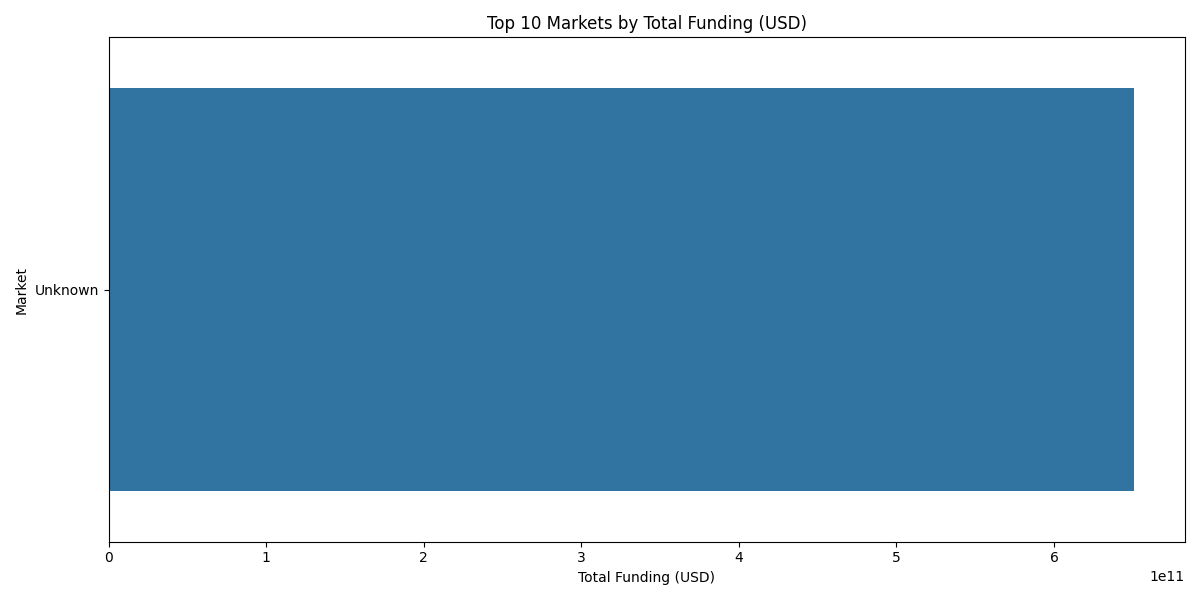 Top 10 Markets by Total Funding (USD)
Market
Unknown
0 1 2 3 4 5 6
1e11
Total Funding (USD)